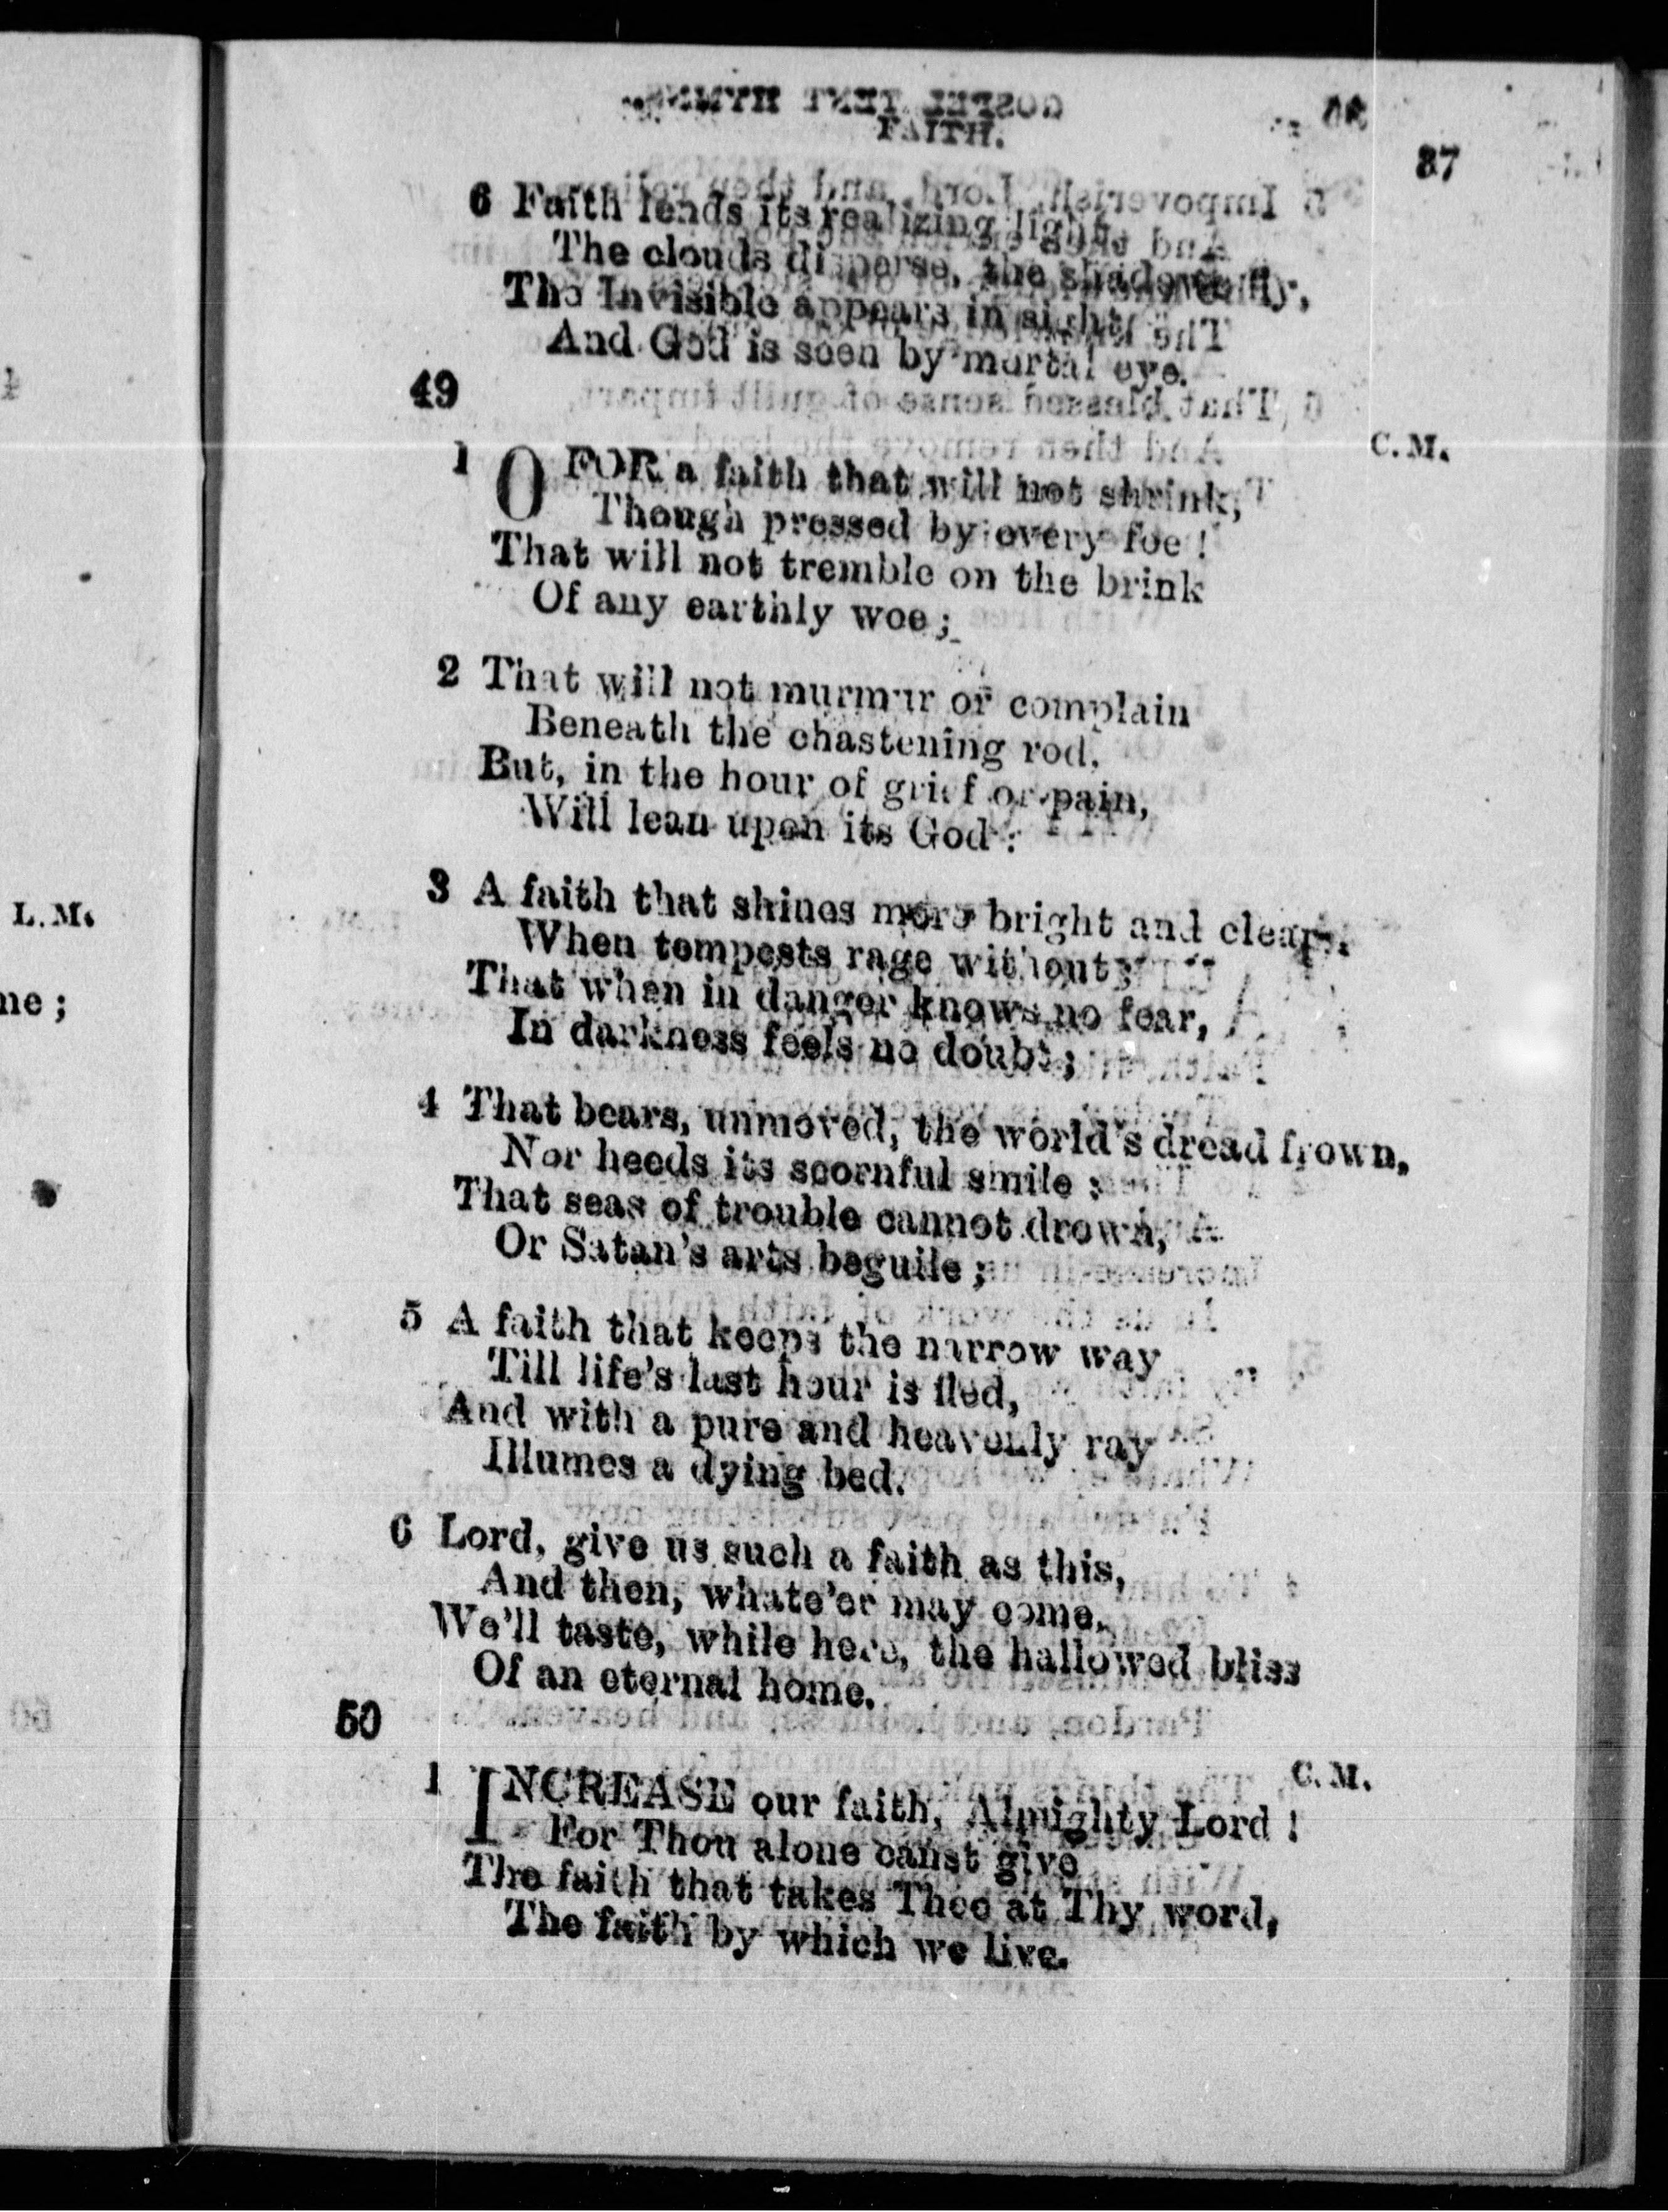 FAITH.
37
6 Faith lends its realizing light,
The clouds disperse, the shadows fly,
The Invisible appears in sight,
And God is seen by mortal eye.
49
C. M.
1 O FOR a faith that will not shrink,
Though pressed by every foe!
That will not tremble on the brink
Of any earthly woe;
2 That will not murmur or complain
Beneath the chastening rod,
But, in the hour of grief or pain,
Will lean upon its God:
3 A faith that shines more bright and clear,
When tempests rage without;
That when in danger knows no fear,
In darkness feels no doubt;
4 That bears, unmoved, the world's dread frown,
Nor heeds its scornful smile;
That seas of trouble cannot drown,
Or Satan's arts beguile;
5 A faith that keeps the narrow way
Till life's last hour is fled,
And with a pure and heavenly ray
Illumes a dying bed.
6 Lord, give us such a faith as this,
And then, whate'er may come,
We'll taste, while here, the hallowed bliss
Of an eternal home.
50
C. M.
1 INCREASE our faith, Almighty Lord!
For Thou alone canst give
The faith that takes Thee at Thy word,
The faith by which we live.
L. M.
ne;